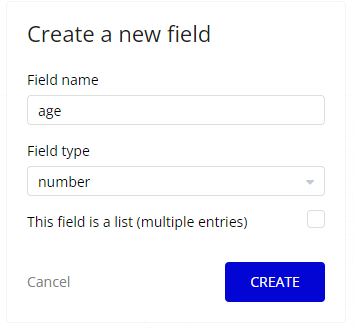 Create a new field
Field name
age
Field type
number
This field is a list (multiple entries)
Cancel
CREATE